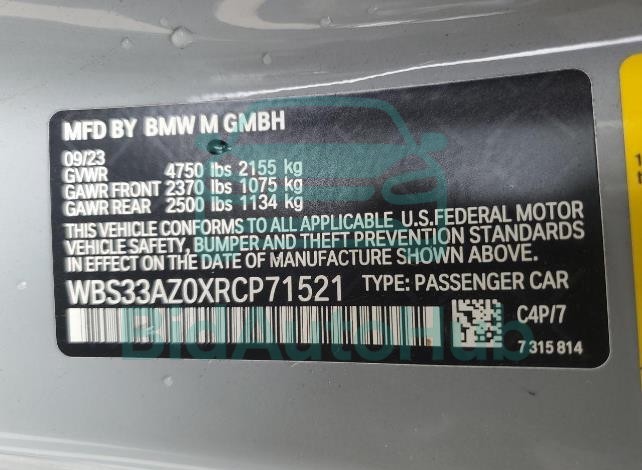 MFD BY BMW M GMBH
09/23
GVWR 4750 lbs 2155 kg
GAWR FRONT 2370 lbs 1075 kg
GAWR REAR 2500 lbs 1134 kg
THIS VEHICLE CONFORMS TO ALL APPLICABLE U.S.FEDERAL MOTOR
VEHICLE SAFETY, BUMPER AND THEFT PREVENTION STANDARDS
IN EFFECT ON THE DATE OF MANUFACTURE SHOWN ABOVE.
WBS33AZ0XRCP71521 TYPE: PASSENGER CAR
C4P/7
7 315 814
BidAutoHub